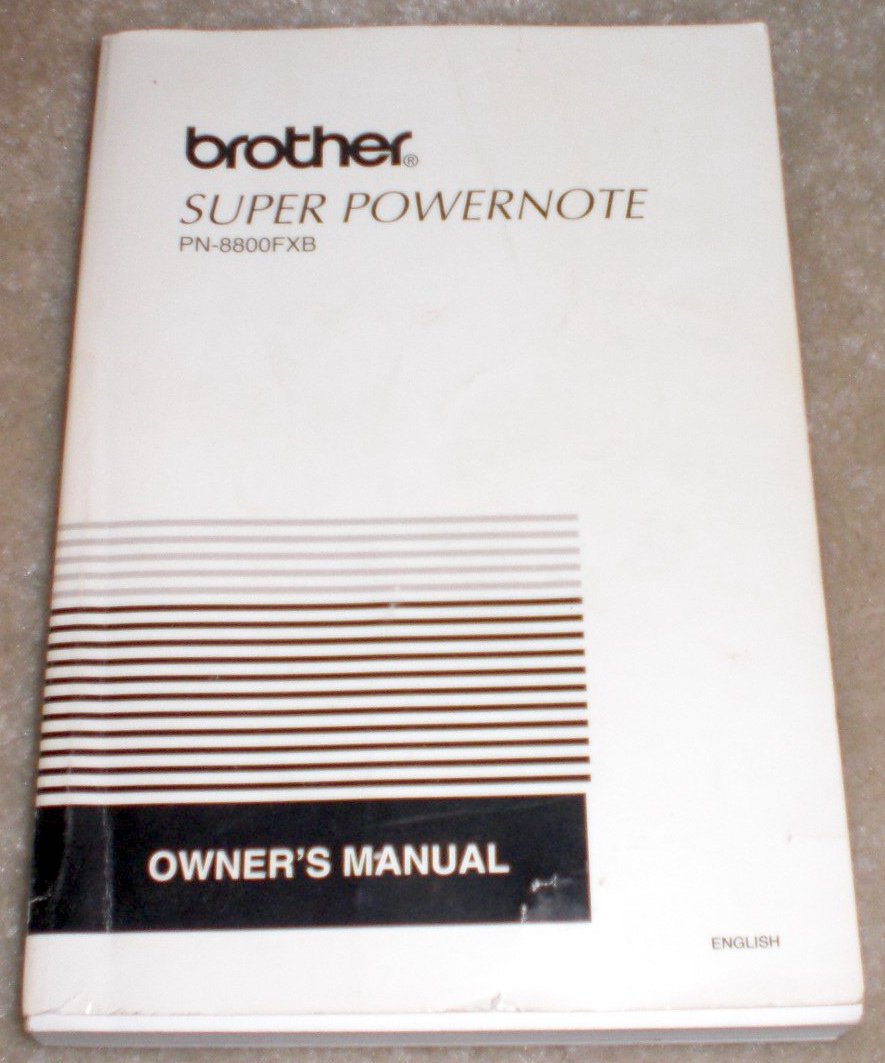 brother®
SUPER POWERNOTE
PN-8800FXB
OWNER'S MANUAL
ENGLISH